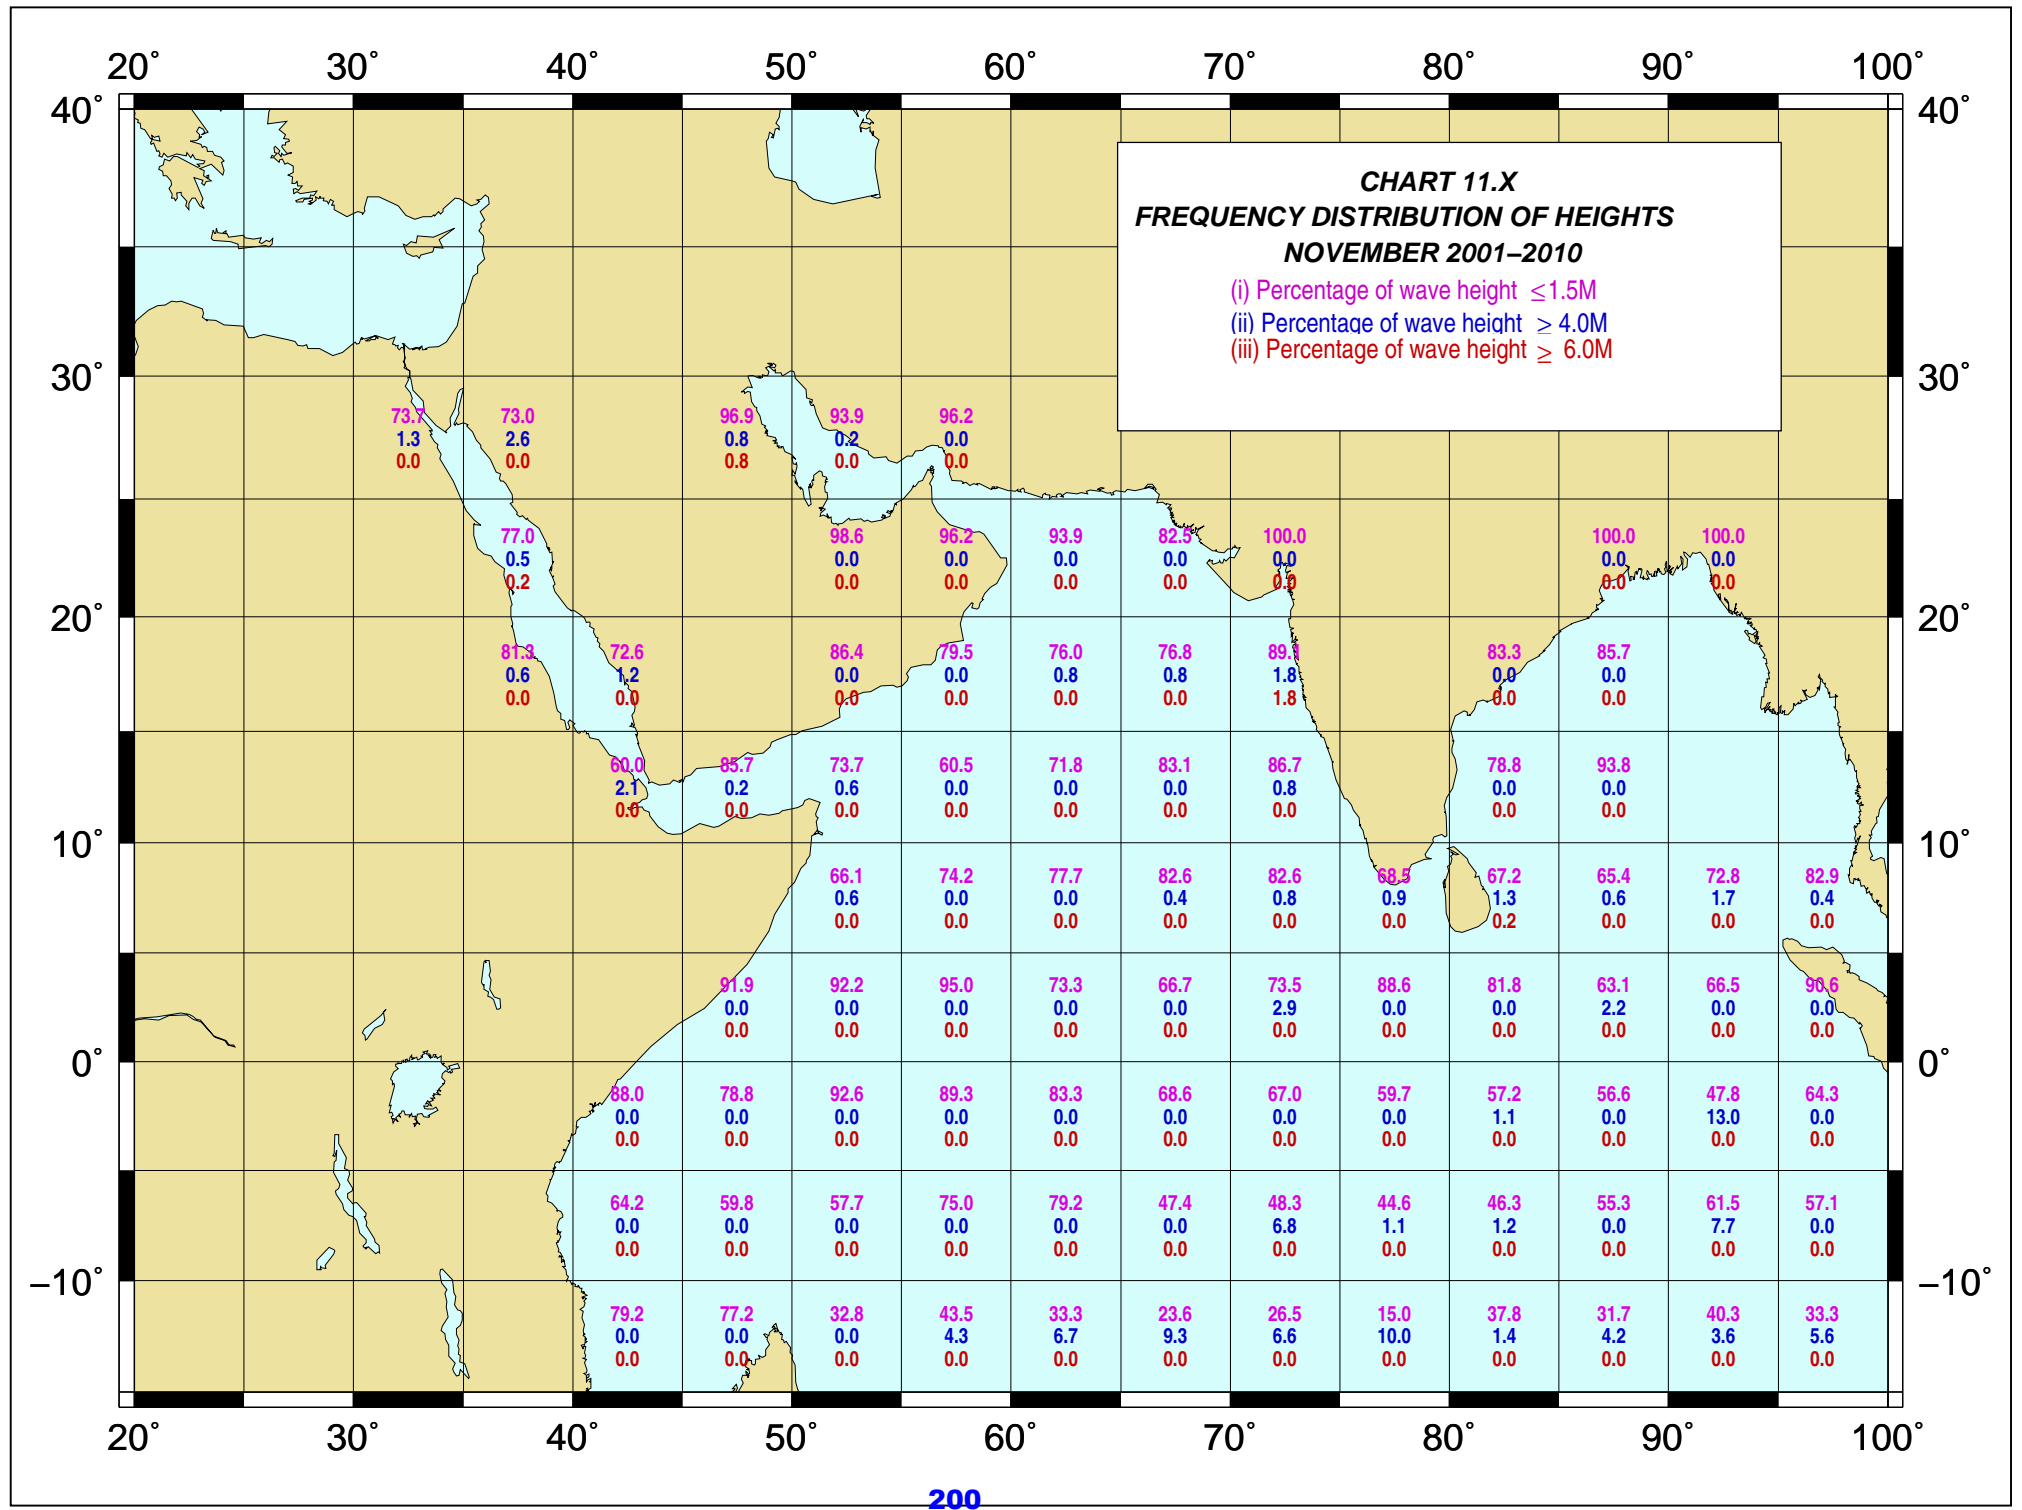 20° 30° 40° 50° 60° 70° 80° 90° 100°
40° 40°
CHART 11.X
FREQUENCY DISTRIBUTION OF HEIGHTS
NOVEMBER 2001–2010
(i) Percentage of wave height ≤1.5M
(ii) Percentage of wave height ≥ 4.0M
(iii) Percentage of wave height ≥ 6.0M
30° 30°
73.7 73.0 96.9 93.9 96.2
1.3 2.6 0.8 0.2 0.0
0.0 0.0 0.8 0.0 0.0
77.0 98.6 96.2 93.9 82.5 100.0 100.0 100.0
0.5 0.0 0.0 0.0 0.0 0.0 0.0 0.0
0.2 0.0 0.0 0.0 0.0 0.0 0.0 0.0
20° 20°
81.3 72.6 86.4 79.5 76.0 76.8 89.1 83.3 85.7
0.6 1.2 0.0 0.0 0.8 0.8 1.8 0.0 0.0
0.0 0.0 0.0 0.0 0.0 0.0 1.8 0.0 0.0
60.0 85.7 73.7 60.5 71.8 83.1 86.7 78.8 93.8
2.1 0.2 0.6 0.0 0.0 0.0 0.8 0.0 0.0
0.0 0.0 0.0 0.0 0.0 0.0 0.0 0.0 0.0
10° 10°
66.1 74.2 77.7 82.6 82.6 68.5 67.2 65.4 72.8 82.9
0.6 0.0 0.0 0.4 0.8 0.9 1.3 0.6 1.7 0.4
0.0 0.0 0.0 0.0 0.0 0.0 0.2 0.0 0.0 0.0
91.9 92.2 95.0 73.3 66.7 73.5 88.6 81.8 63.1 66.5 90.6
0.0 0.0 0.0 0.0 0.0 2.9 0.0 0.0 2.2 0.0 0.0
0.0 0.0 0.0 0.0 0.0 0.0 0.0 0.0 0.0 0.0 0.0
0° 0°
88.0 78.8 92.6 89.3 83.3 68.6 67.0 59.7 57.2 56.6 47.8 64.3
0.0 0.0 0.0 0.0 0.0 0.0 0.0 0.0 1.1 0.0 13.0 0.0
0.0 0.0 0.0 0.0 0.0 0.0 0.0 0.0 0.0 0.0 0.0 0.0
64.2 59.8 57.7 75.0 79.2 47.4 48.3 44.6 46.3 55.3 61.5 57.1
0.0 0.0 0.0 0.0 0.0 0.0 6.8 1.1 1.2 0.0 7.7 0.0
0.0 0.0 0.0 0.0 0.0 0.0 0.0 0.0 0.0 0.0 0.0 0.0
–10° –10°
79.2 77.2 32.8 43.5 33.3 23.6 26.5 15.0 37.8 31.7 40.3 33.3
0.0 0.0 0.0 4.3 6.7 9.3 6.6 10.0 1.4 4.2 3.6 5.6
0.0 0.0 0.0 0.0 0.0 0.0 0.0 0.0 0.0 0.0 0.0 0.0
20° 30° 40° 50° 60° 70° 80° 90° 100°
200